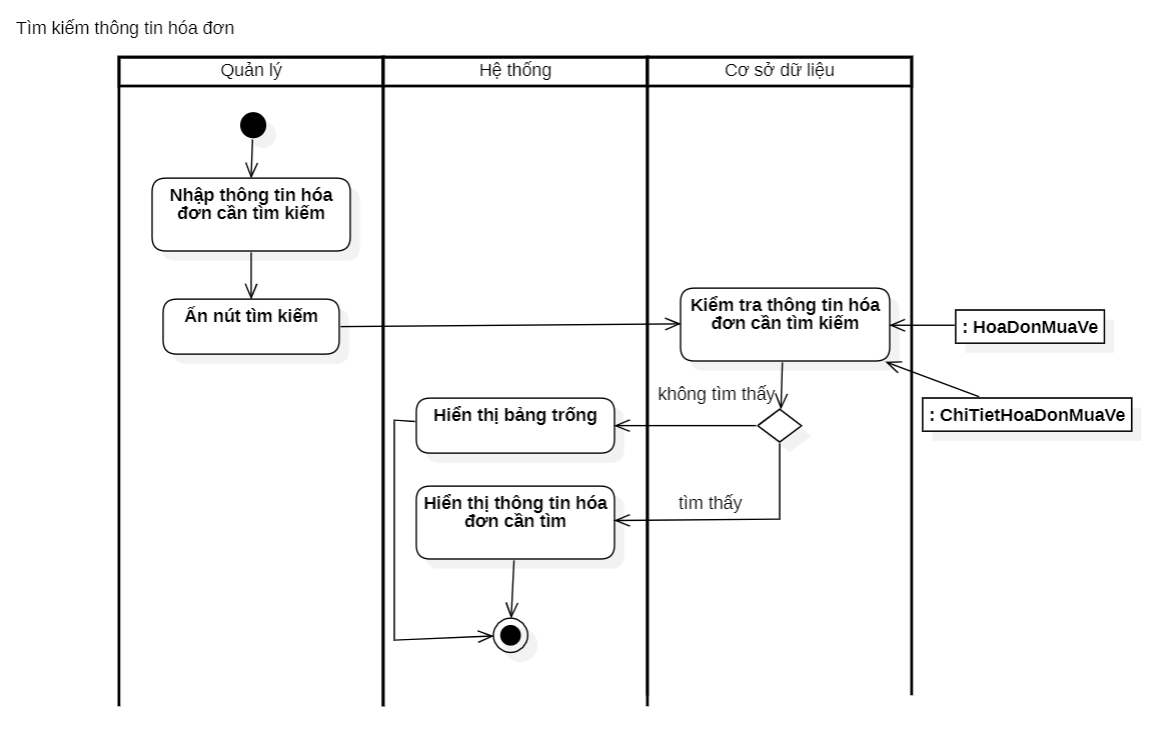 Tìm kiếm thông tin hóa đơn
Quản lý
Hệ thống
Cơ sở dữ liệu
Nhập thông tin hóa
đơn cần tìm kiếm
Ấn nút tìm kiếm
Kiểm tra thông tin hóa
đơn cần tìm kiếm
: HoaDonMuaVe
không tìm thấy
: ChiTietHoaDonMuaVe
Hiển thị bảng trống
Hiển thị thông tin hóa
đơn cần tìm
tìm thấy